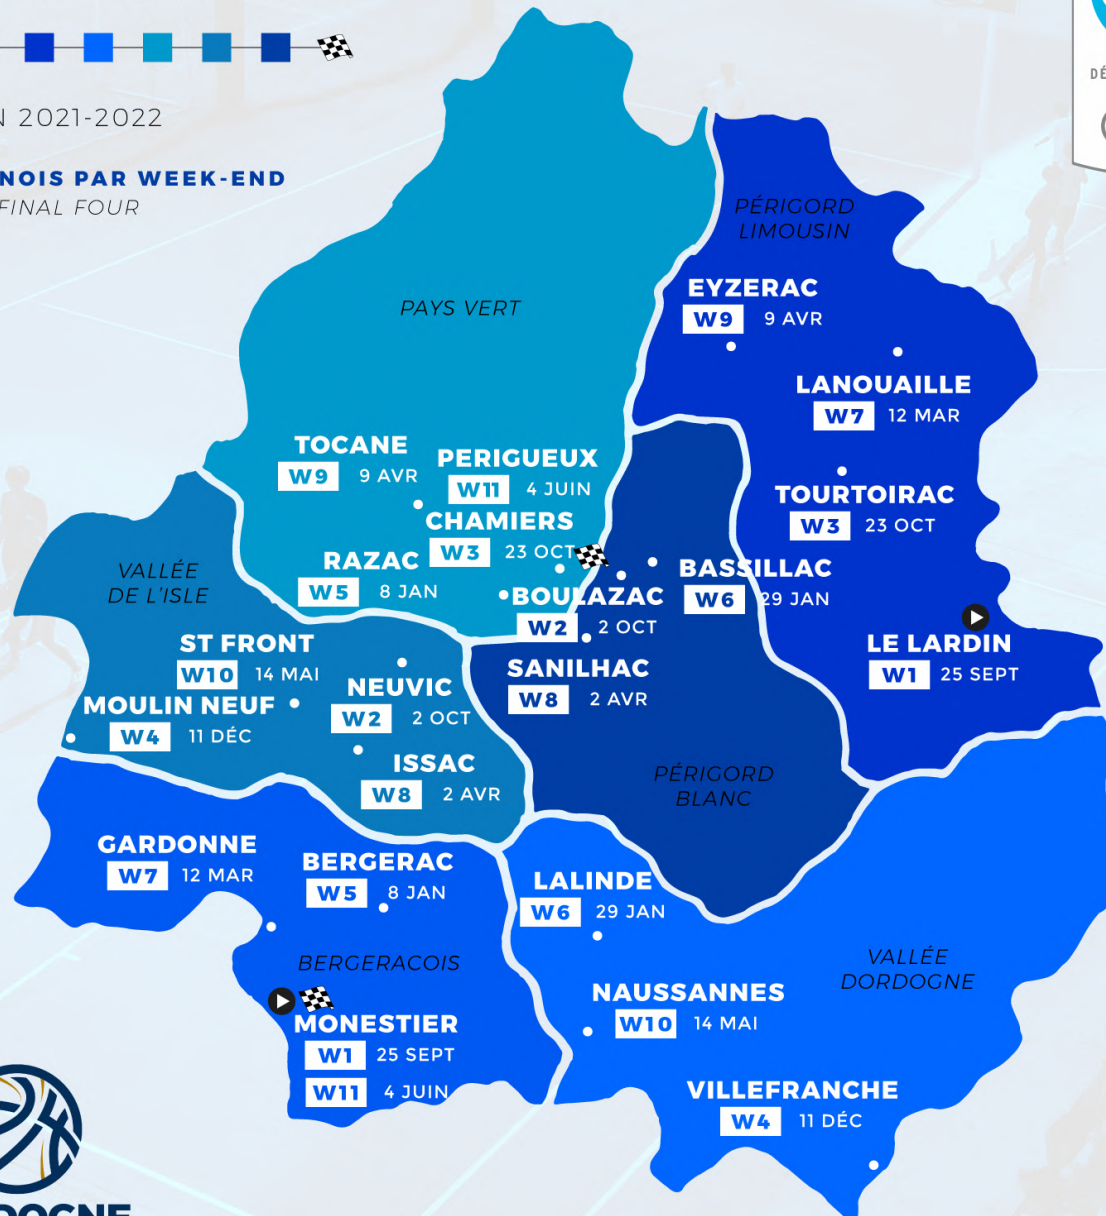 N 2021-2022
NOIS PAR WEEK-END
FINAL FOUR
DÉ
PÉRIGORD
LIMOUSIN
EYZERAC
W9 9 AVR
PAYS VERT
LANOUAILLE
W7 12 MAR
TOCANE
W9 9 AVR
PERIGUEUX
W11 4 JUIN
TOURTOIRAC
W3 23 OCT
CHAMIERS
W3 23 OCT
RAZAC
W5 8 JAN
BASSILLAC
W6 29 JAN
VALLÉE
DE L'ISLE
BOULAZAC
W2 2 OCT
LE LARDIN
W1 25 SEPT
ST FRONT
W10 14 MAI
SANILHAC
W8 2 AVR
NEUVIC
W2 2 OCT
MOULIN NEUF
W4 11 DÉC
ISSAC
W8 2 AVR
PÉRIGORD
BLANC
GARDONNE
W7 12 MAR
BERGERAC
W5 8 JAN
LALINDE
W6 29 JAN
BERGERACOIS
VALLÉE
DORDOGNE
NAUSSANNES
W10 14 MAI
MONESTIER
W1 25 SEPT
W11 4 JUIN
VILLEFRANCHE
W4 11 DÉC
DOGNE